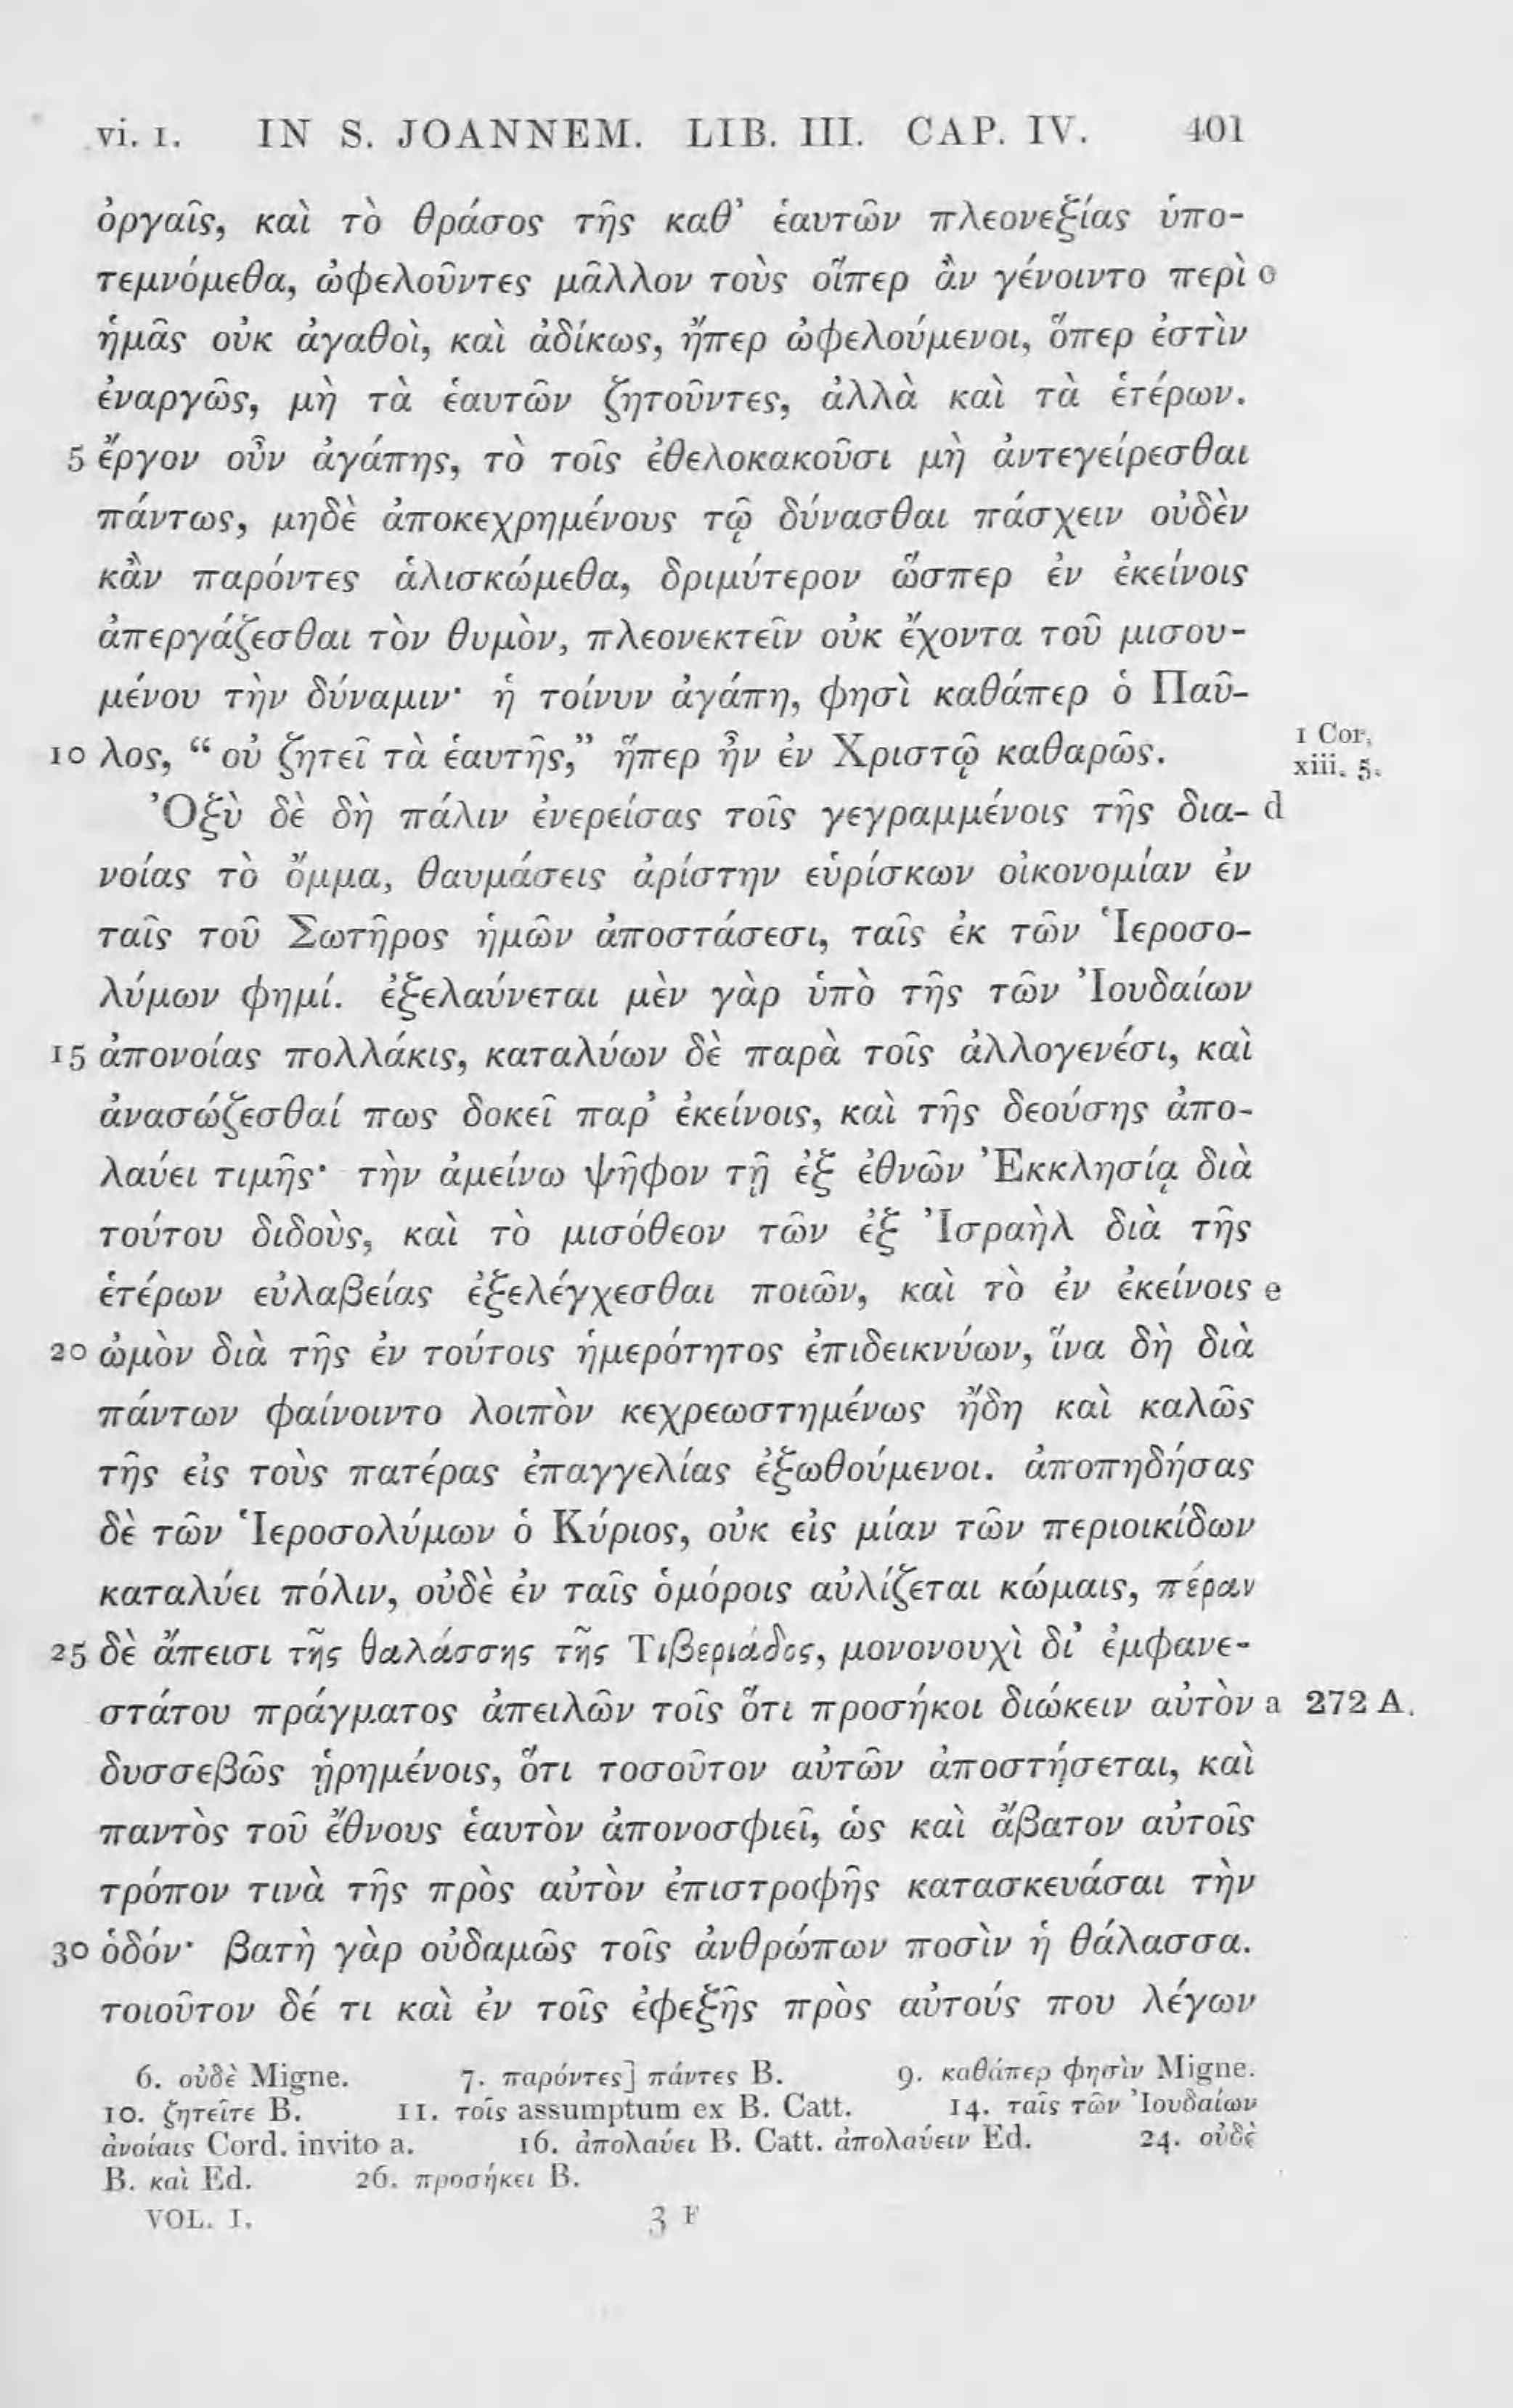 vi. 1. IN S. JOANNEM. LIB. III. CAP. IV. 401
ὀργαῖς, καὶ τὸ θράσος τῆς καθ’ ἑαυτῶν πλεονεξίας ὑπο-
τεμνόμεθα, ὠφελοῦντες μᾶλλον τοὺς οἵπερ ἂν γένοιντο περὶ c
ἡμᾶς οὐκ ἀγαθοὶ, καὶ ἀδίκως, ἤπερ ὠφελούμενοι, ὅπερ ἐστὶν
ἐναργῶς, μὴ τὰ ἑαυτῶν ζητοῦντες, ἀλλὰ καὶ τὰ ἑτέρων.
5 ἔργον οὖν ἀγάπης, τὸ τοῖς ἐθελοκακοῦσι μὴ ἀντεγείρεσθαι
πάντως, μηδὲ ἀποκεχρημένους τῷ δύνασθαι πάσχειν οὐδὲν
κἂν παρόντες ἁλισκώμεθα, δριμύτερον ὥσπερ ἐν ἐκείνοις
ἀπεργάζεσθαι τὸν θυμὸν, πλεονεκτεῖν οὐκ ἔχοντα τοῦ μισου-
μένου τὴν δύναμιν· ἡ τοίνυν ἀγάπη, φησὶ καθάπερ ὁ Παῦ-
10 λος, “ οὐ ζητεῖ τὰ ἑαυτῆς,” ἥπερ ἦν ἐν Χριστῷ καθαρῶς. 1 Cor. xiii. 5.
Ὀξὺ δὲ δὴ πάλιν ἐνερείσας τοῖς γεγραμμένοις τῆς δια- d
νοίας τὸ ὄμμα, θαυμάσεις ἀρίστην εὑρίσκων οἰκονομίαν ἐν
ταῖς τοῦ Σωτῆρος ἡμῶν ἀποστάσεσι, ταῖς ἐκ τῶν Ἱεροσο-
λύμων φημί. ἐξελαύνεται μὲν γὰρ ὑπὸ τῆς τῶν Ἰουδαίων
15 ἀπονοίας πολλάκις, καταλύων δὲ παρὰ τοῖς ἀλλογενέσι, καὶ
ἀνασώζεσθαί πως δοκεῖ παρ’ ἐκείνοις, καὶ τῆς δεούσης ἀπο-
λαύει τιμῆς· τὴν ἀμείνω ψῆφον τῇ ἐξ ἐθνῶν Ἐκκλησίᾳ διὰ
τούτου διδοὺς, καὶ τὸ μισόθεον τῶν ἐξ Ἰσραὴλ διὰ τῆς
ἑτέρων εὐλαβείας ἐξελέγχεσθαι ποιῶν, καὶ τὸ ἐν ἐκείνοις e
20 ὠμὸν διὰ τῆς ἐν τούτοις ἡμερότητος ἐπιδεικνύων, ἵνα δὴ διὰ
πάντων φαίνοιντο λοιπὸν κεχρεωστημένως ἤδη καὶ καλῶς
τῆς εἰς τοὺς πατέρας ἐπαγγελίας ἐξωθούμενοι. ἀποπηδήσας
δὲ τῶν Ἱεροσολύμων ὁ Κύριος, οὐκ εἰς μίαν τῶν περιοικίδων
καταλύει πόλιν, οὐδὲ ἐν ταῖς ὁμόροις αὐλίζεται κώμαις, πέραν
25 δὲ ἄπεισι τῆς θαλάσσης τῆς Τιβεριάδος, μονονουχὶ δι’ ἐμφανε-
στάτου πράγματος ἀπειλῶν τοῖς ὅτι προσήκοι διώκειν αὐτὸν a 272 A.
δυσσεβῶς ᾑρημένοις, ὅτι τοσοῦτον αὐτῶν ἀποστήσεται, καὶ
παντὸς τοῦ ἔθνους ἑαυτὸν ἀπονοσφιεῖ, ὡς καὶ ἄβατον αὐτοῖς
τρόπον τινὰ τῆς πρὸς αὐτὸν ἐπιστροφῆς κατασκευάσαι τὴν
30 ὁδόν· βατὴ γὰρ οὐδαμῶς τοῖς ἀνθρώπων ποσὶν ἡ θάλασσα.
τοιοῦτον δέ τι καὶ ἐν τοῖς ἐφεξῆς πρὸς αὐτούς που λέγων
6. οὐδὲ Migne. 7. παρόντες] πάντες B. 9. καθάπερ φησὶν Migne.
10. ζητεῖτε B. 11. τοῖς assumptum ex B. Catt. 14. ταῖς τῶν Ἰουδαίων
ἀνοίαις Cord. invito a. 16. ἀπολαύει B. Catt. ἀπολαύειν Ed. 24. οὐδὲ
B. καὶ Ed. 26. προσήκει B.
VOL. I. 3 F